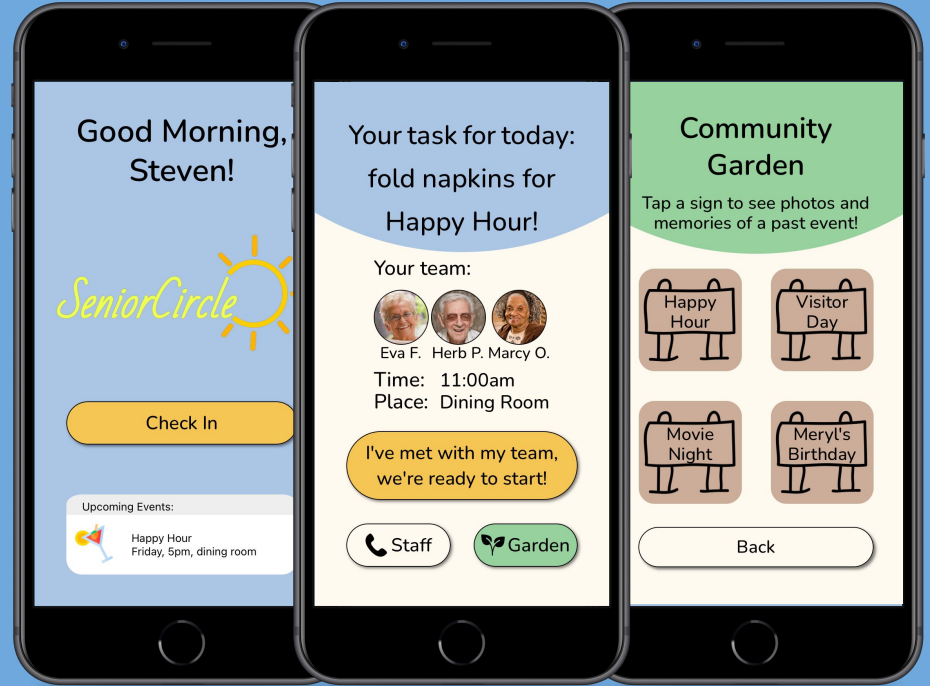 Good Morning,
Steven!
SeniorCircle
Check In
Upcoming Events:
Happy Hour
Friday, 5pm, dining room
Your task for today:
fold napkins for
Happy Hour!
Your team:
Eva F. Herb P. Marcy O.
Time: 11:00am
Place: Dining Room
I've met with my team,
we're ready to start!
Staff
Garden
Community
Garden
Tap a sign to see photos and
memories of a past event!
Happy
Hour
Visitor
Day
Movie
Night
Meryl's
Birthday
Back